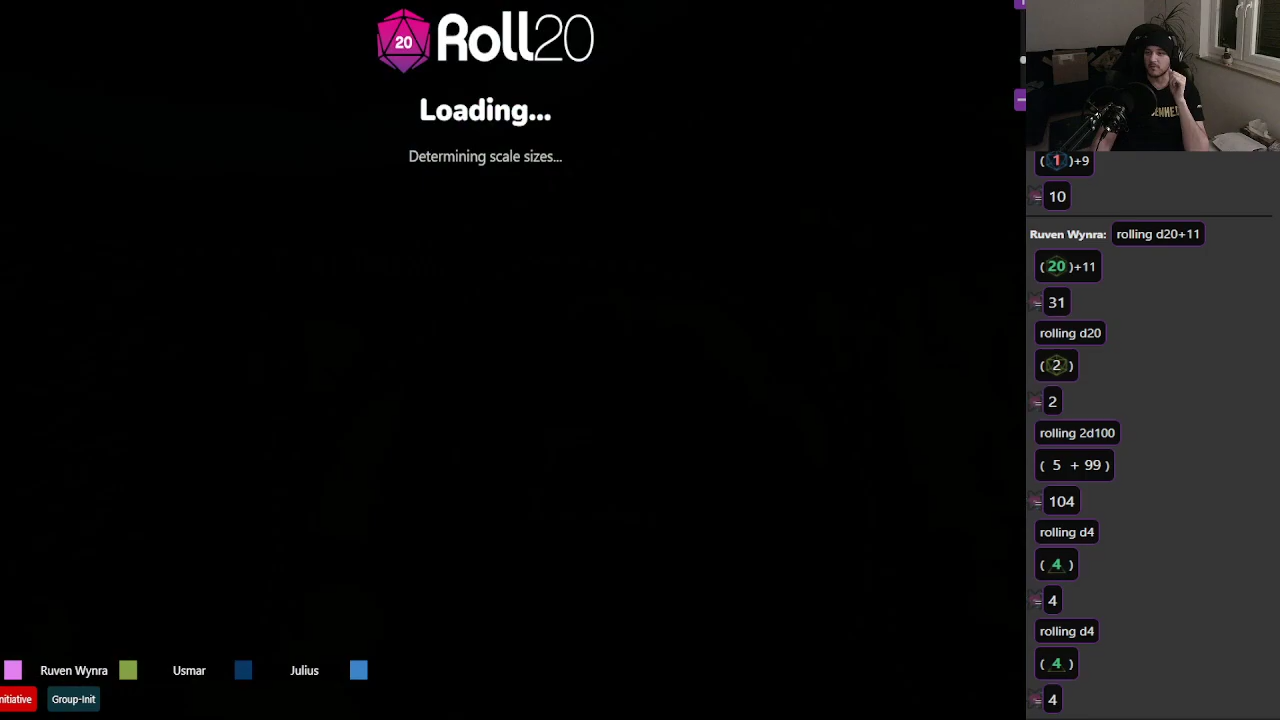 20 Roll20
Loading...
Determining scale sizes...
(1)+9
=10
Ruven Wynra: rolling d20+11
(20)+11
=31
rolling d20
(2)
=2
rolling 2d100
(5+99)
=104
rolling d4
(4)
=4
rolling d4
(4)
=4
Ruven Wynra Usmar Julius
nitiative Group-Init